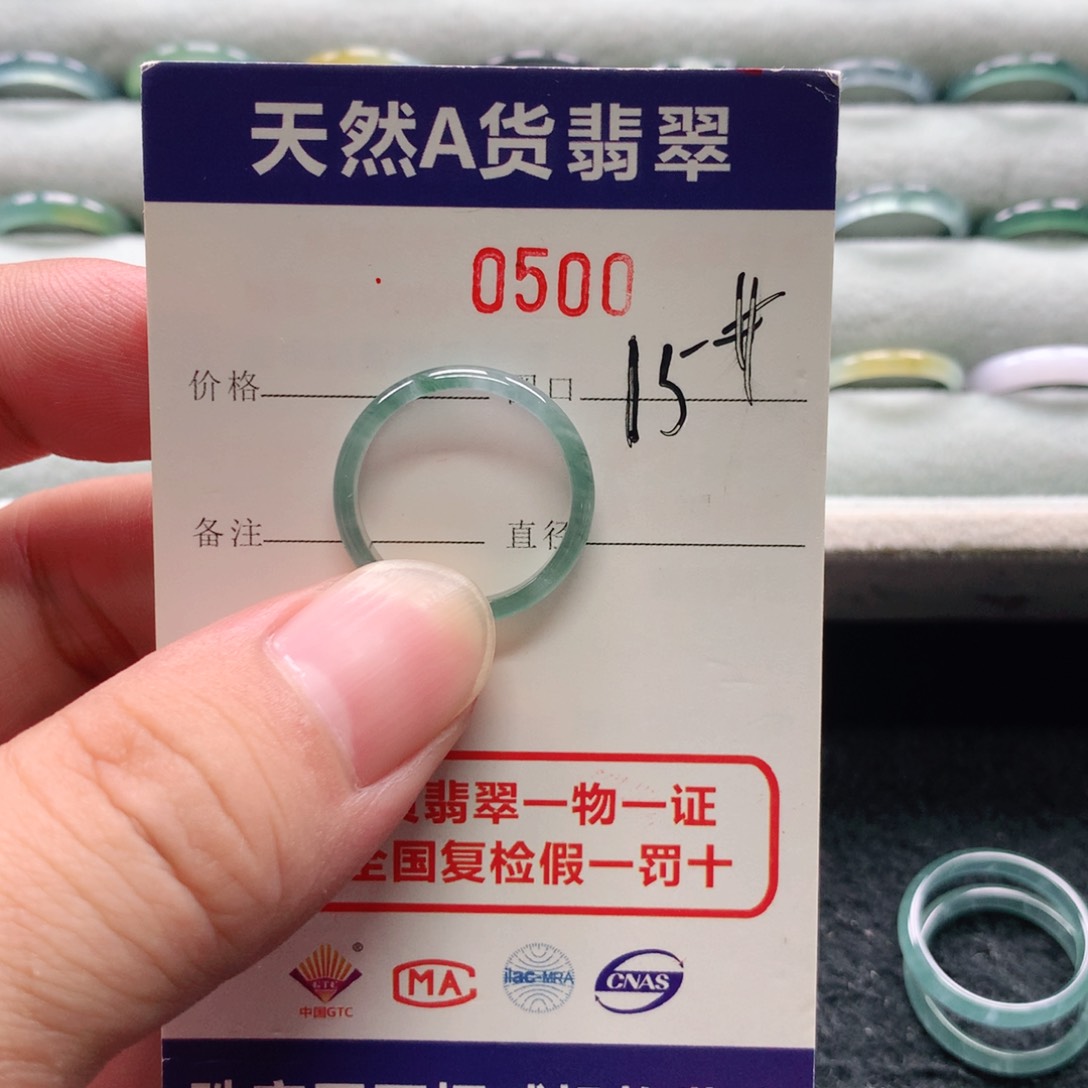 天然A货翡翠
0500
价格 口 15-#
备注 直径
翡翠一物一证
全国复检假一罚十
GTC
中国GTC
MA
ilac-MRA
CNAS